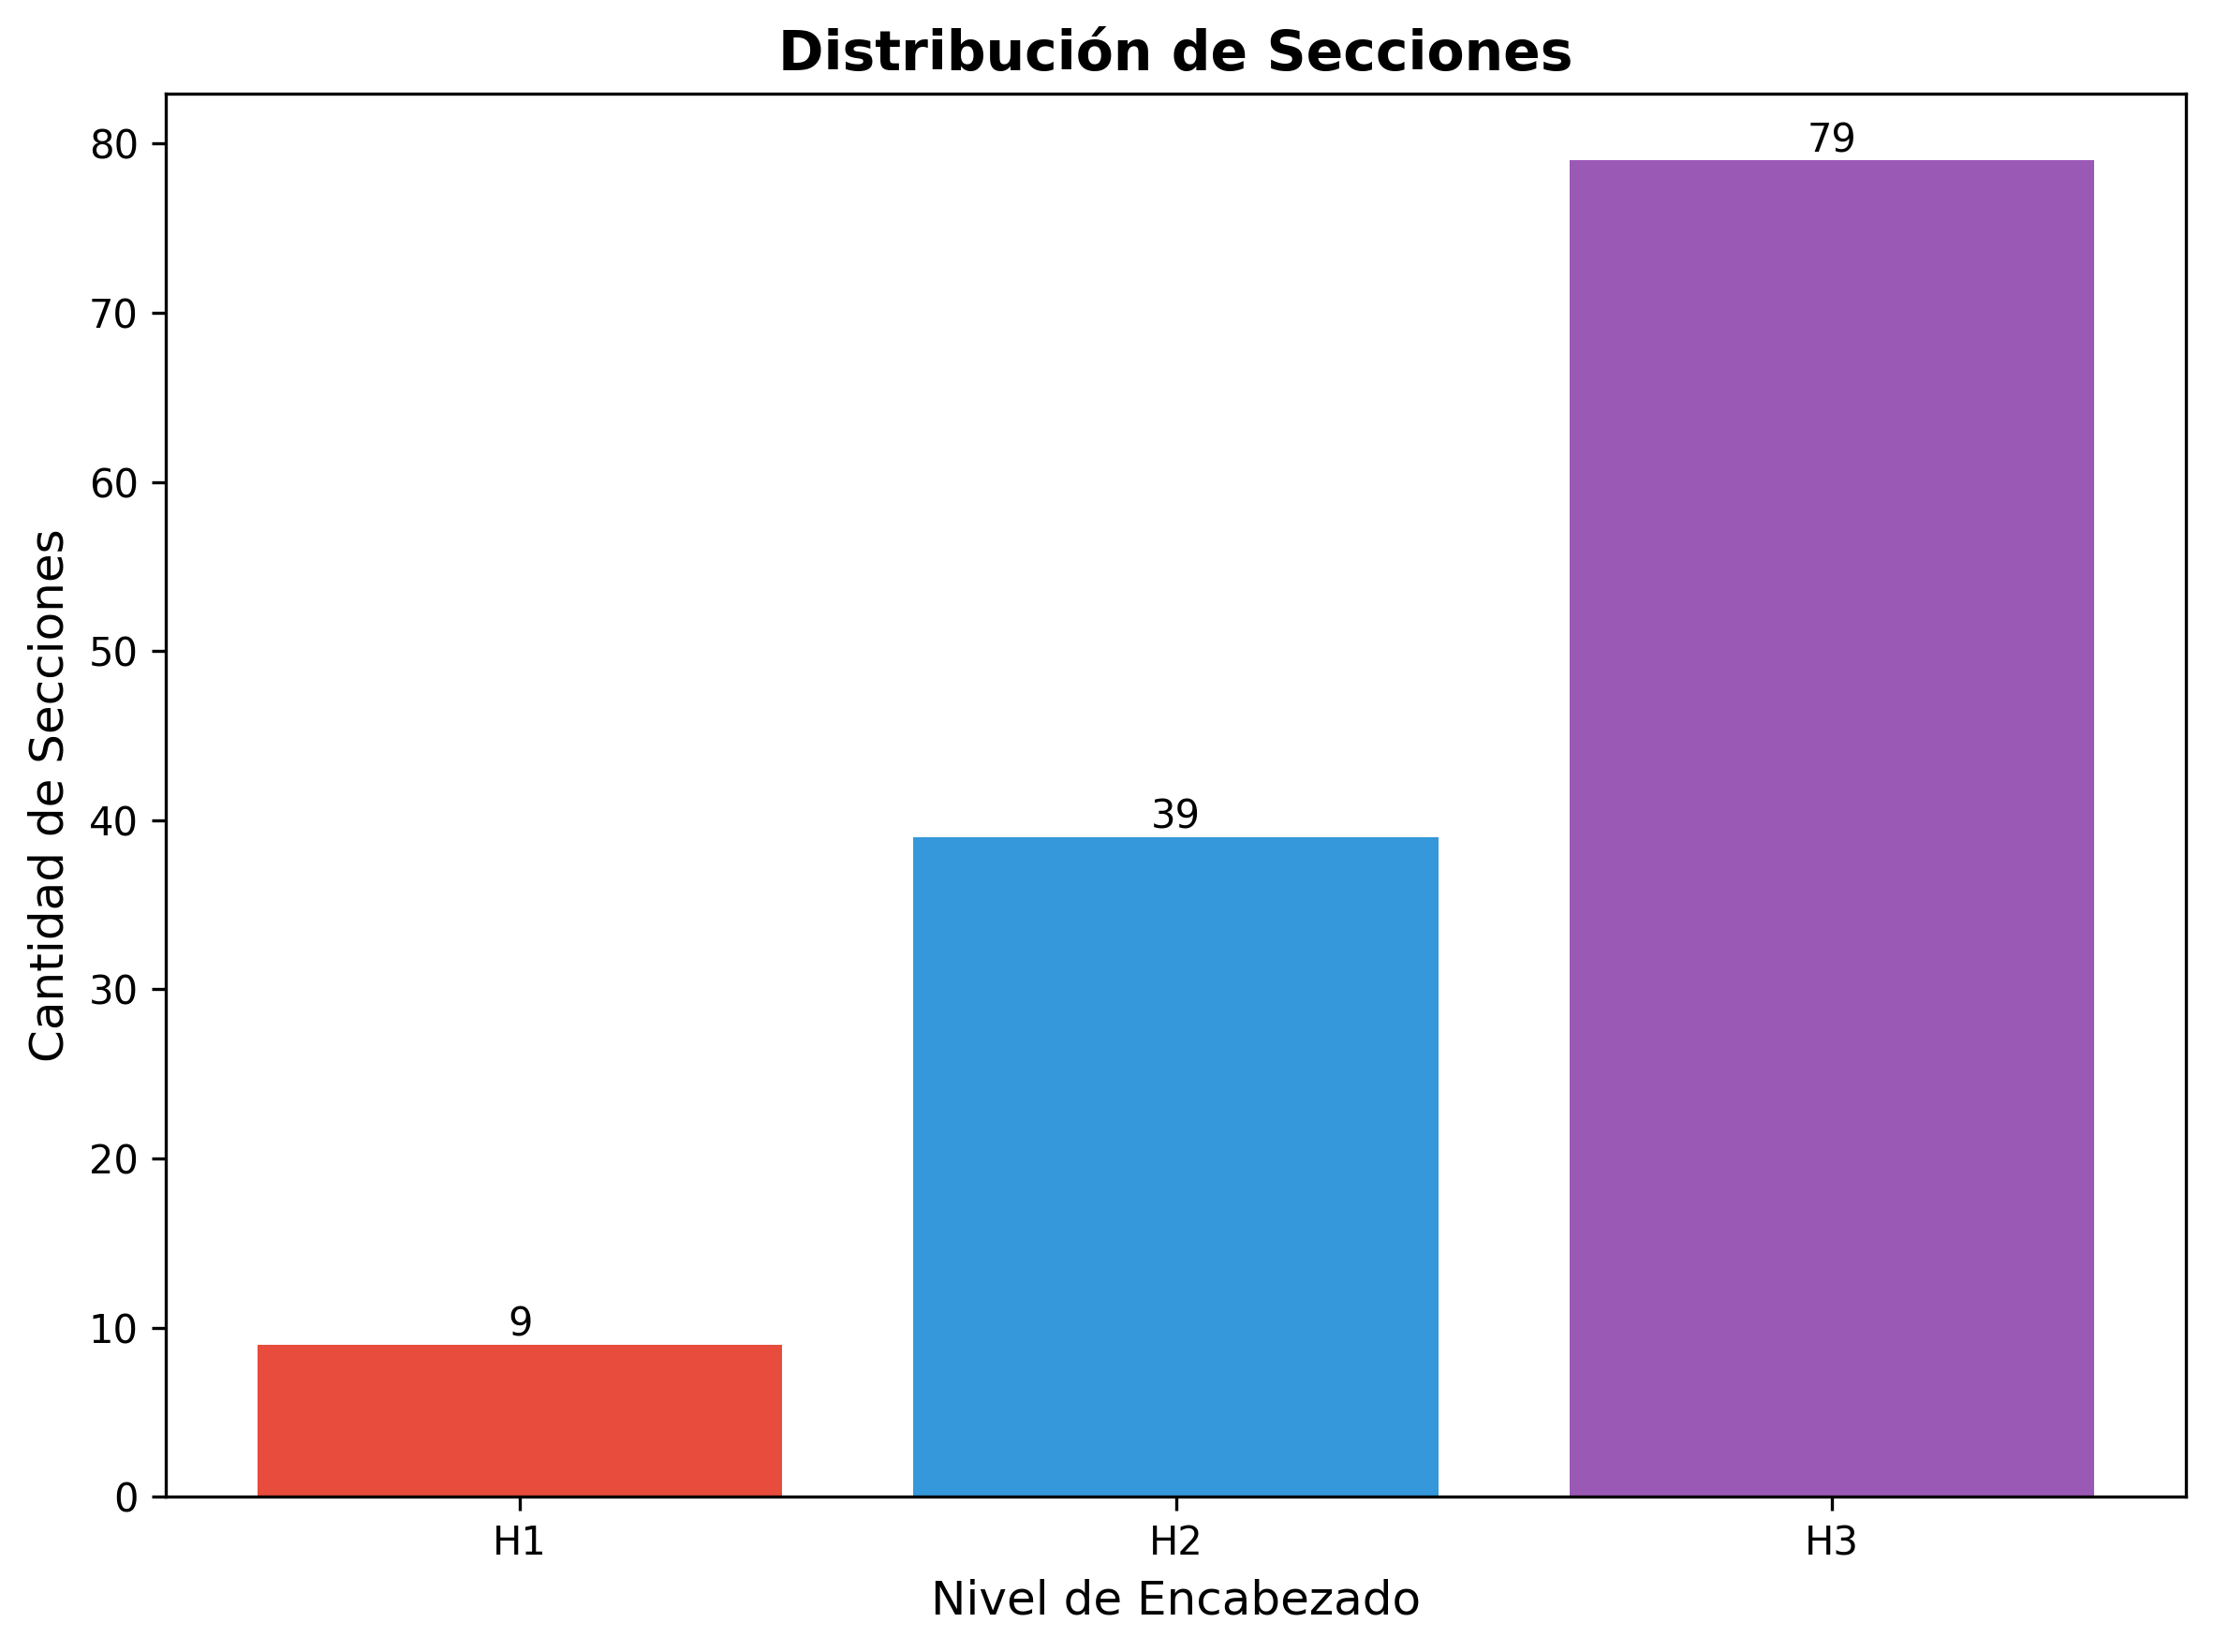 Distribución de Secciones
Cantidad de Secciones
80
70
60
50
40
30
20
10
0
79
39
9
H1
H2
H3
Nivel de Encabezado